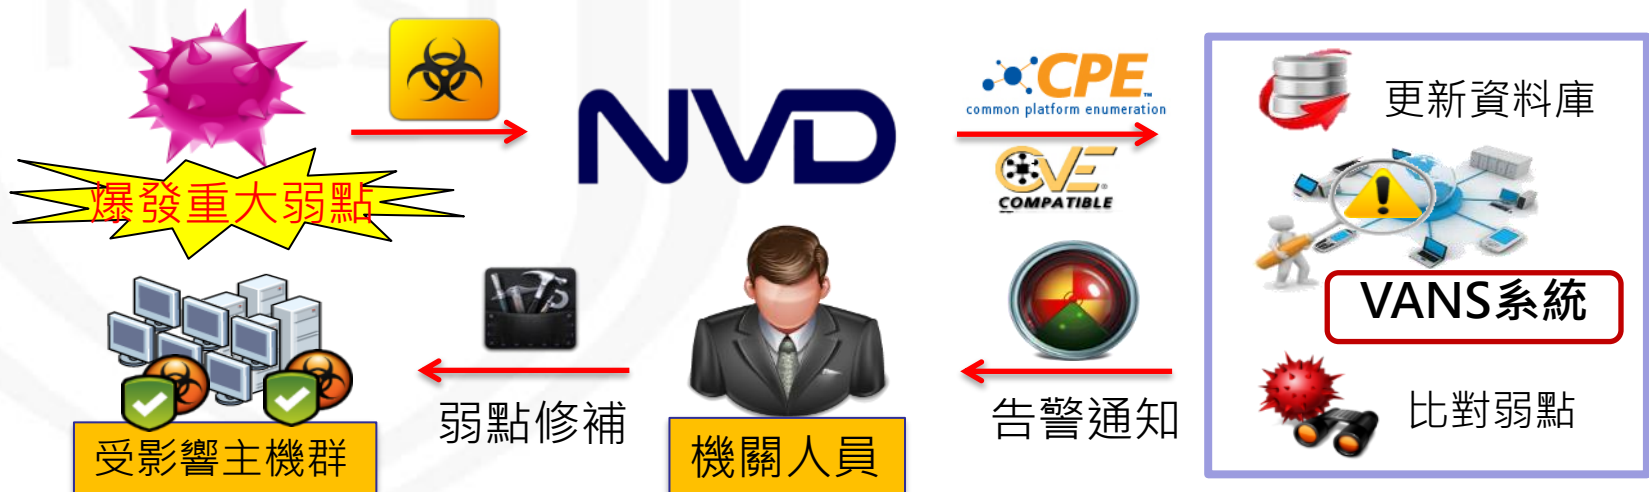 爆發重大弱點
NVD
CPE™
common platform enumeration
CVE®
COMPATIBLE
更新資料庫
VANS系統
比對弱點
告警通知
機關人員
弱點修補
受影響主機群